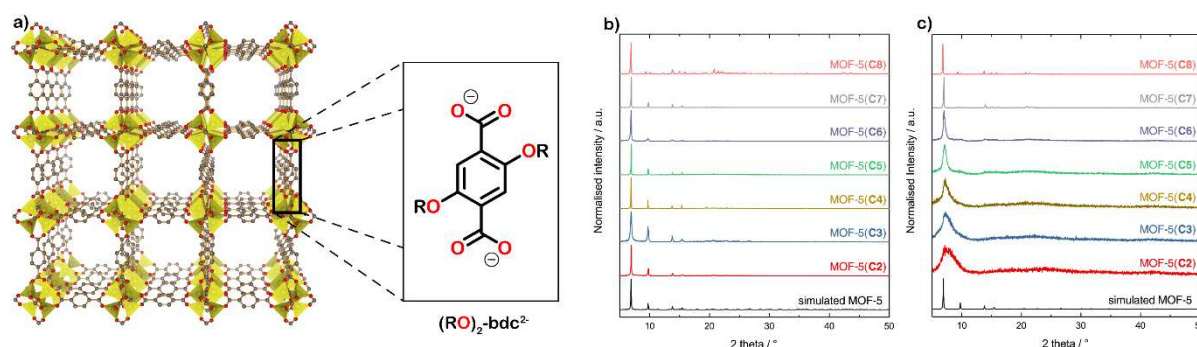 a)
O ⊖ O
OR
RO
O O ⊖
(RO)₂-bdc²⁻
b)
Normalised intensity / a.u.
MOF-5(C8)
MOF-5(C7)
MOF-5(C6)
MOF-5(C5)
MOF-5(C4)
MOF-5(C3)
MOF-5(C2)
simulated MOF-5
10 20 30 40 50
2 theta / °
c)
Normalised Intensity / a.u.
MOF-5(C8)
MOF-5(C7)
MOF-5(C6)
MOF-5(C5)
MOF-5(C4)
MOF-5(C3)
MOF-5(C2)
simulated MOF-5
10 20 30 40 50
2 theta / °